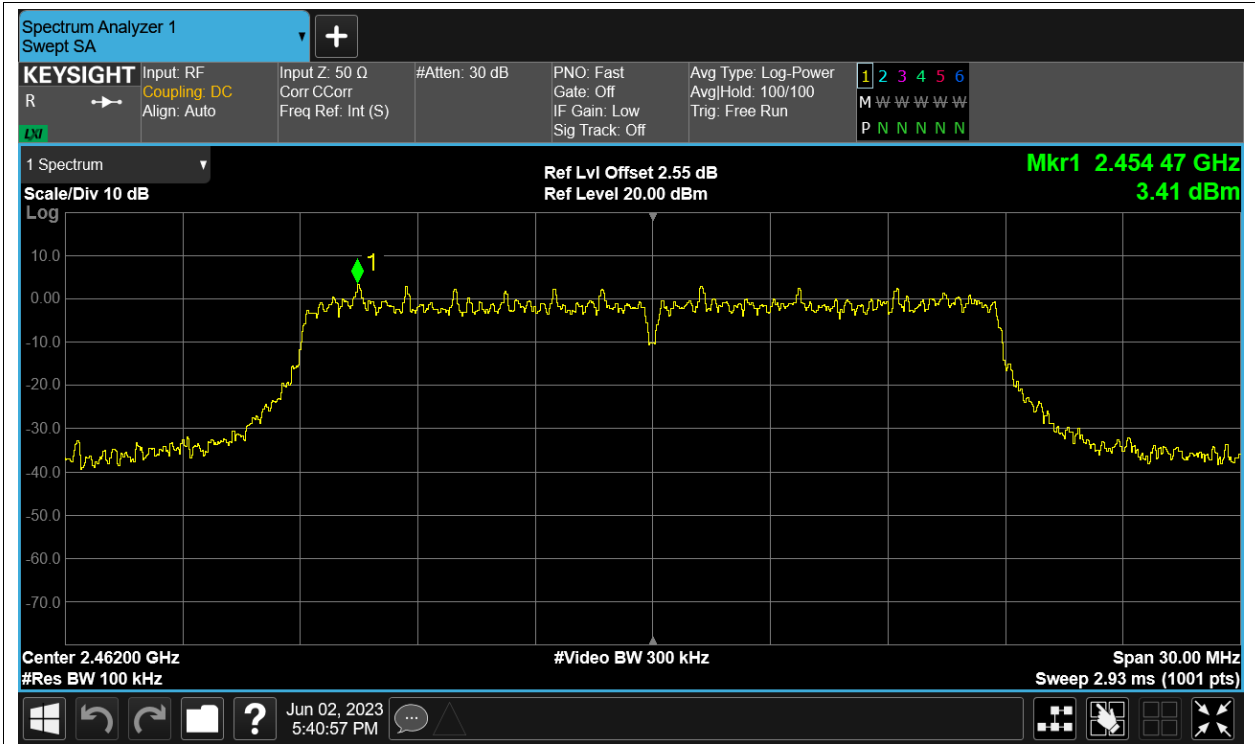 Spectrum Analyzer 1
Swept SA
KEYSIGHT
R
LXI
Input: RF
Coupling: DC
Align: Auto
Input Z: 50 Ω
Corr CCorr
Freq Ref: Int (S)
#Atten: 30 dB
PNO: Fast
Gate: Off
IF Gain: Low
Sig Track: Off
Avg Type: Log-Power
Avg|Hold: 100/100
Trig: Free Run
1 2 3 4 5 6
M W W W W W
P N N N N N
1 Spectrum
Scale/Div 10 dB
Log
Ref Lvl Offset 2.55 dB
Ref Level 20.00 dBm
Mkr1 2.454 47 GHz
3.41 dBm
1
10.0
0.00
-10.0
-20.0
-30.0
-40.0
-50.0
-60.0
-70.0
Center 2.46200 GHz
#Res BW 100 kHz
#Video BW 300 kHz
Span 30.00 MHz
Sweep 2.93 ms (1001 pts)
?
Jun 02, 2023
5:40:57 PM